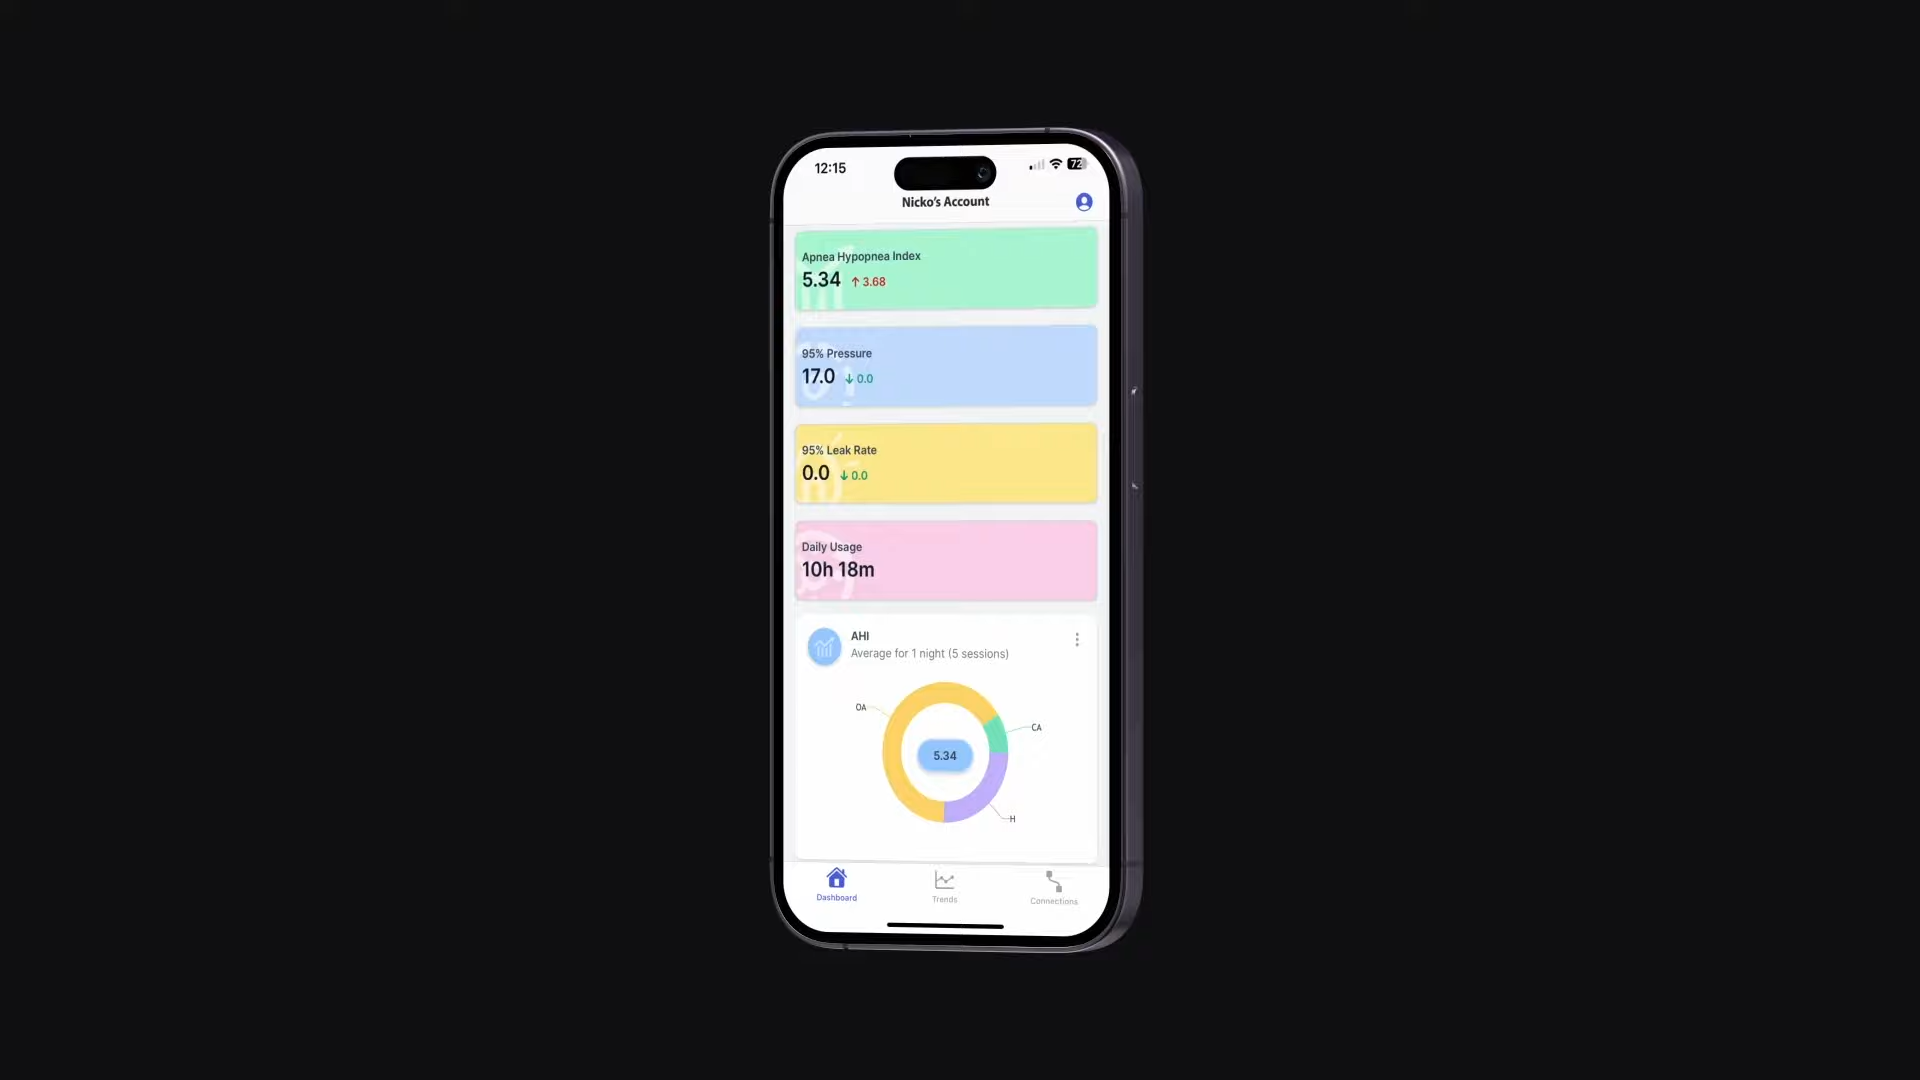 12:15
72
Nicko's Account
Apnea Hypopnea Index
5.34 ↑ 3.68
95% Pressure
17.0 ↓ 0.0
95% Leak Rate
0.0 ↓ 0.0
Daily Usage
10h 18m
AHI
Average for 1 night (5 sessions)
OA
CA
5.34
H
Dashboard
Trends
Connections